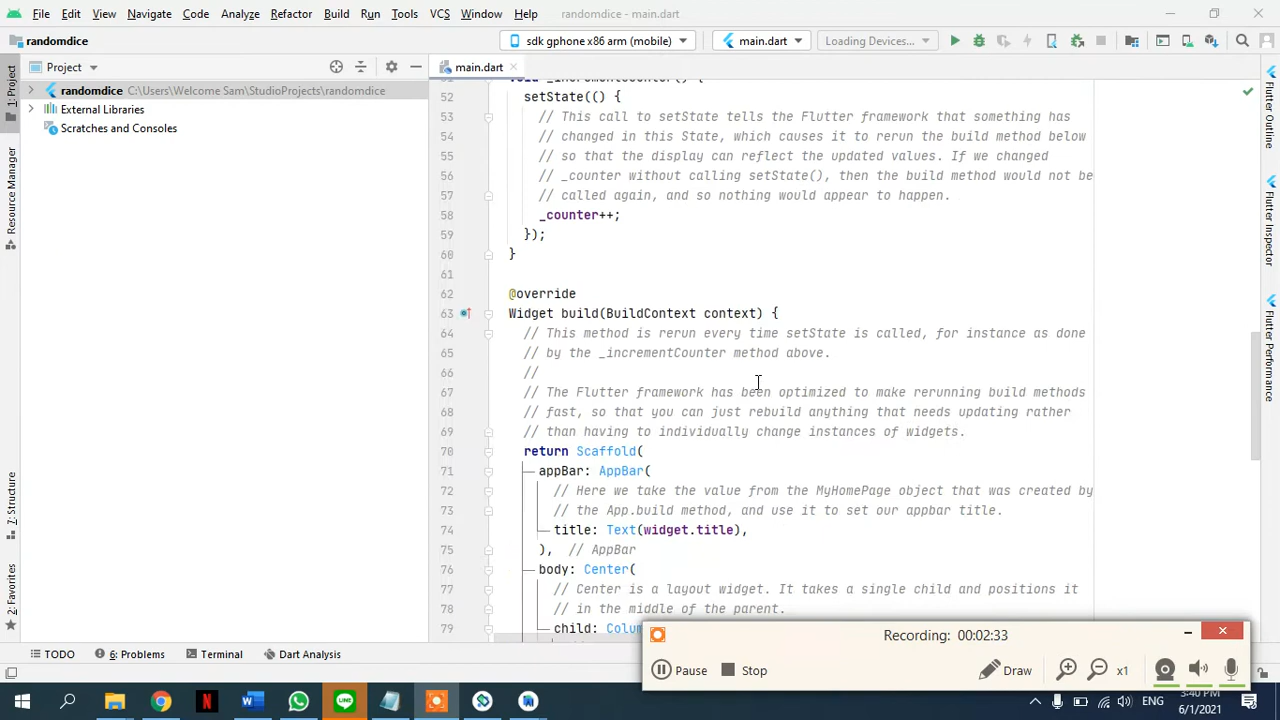 File Edit View Navigate Code Analyze Refactor Build Run Tools VCS Window Help randomdice - main.dart
randomdice
sdk gphone x86 arm (mobile)
main.dart
Loading Devices...
Project
main.dart
1: Project
Resource Manager
7: Structure
2: Favorites
randomdice C:\Users\Welcome Sam\StudioProjects\randomdice
External Libraries
Scratches and Consoles
52 setState(() {
53 // This call to setState tells the Flutter framework that something has
54 // changed in this State, which causes it to rerun the build method below
55 // so that the display can reflect the updated values. If we changed
56 // _counter without calling setState(), then the build method would not be
57 // called again, and so nothing would appear to happen.
58 _counter++;
59 });
60 }
61
62 @override
63 Widget build(BuildContext context) {
64 // This method is rerun every time setState is called, for instance as done
65 // by the _incrementCounter method above.
66 //
67 // The Flutter framework has been optimized to make rerunning build methods
68 // fast, so that you can just rebuild anything that needs updating rather
69 // than having to individually change instances of widgets.
70 return Scaffold(
71 appBar: AppBar(
72 // Here we take the value from the MyHomePage object that was created by
73 // the App.build method, and use it to set our appbar title.
74 title: Text(widget.title),
75 ), // AppBar
76 body: Center(
77 // Center is a layout widget. It takes a single child and positions it
78 // in the middle of the parent.
79 child: Colu
Flutter Outline
Flutter Inspector
Flutter Performance
TODO 6: Problems Terminal Dart Analysis
Recording: 00:02:33
Pause Stop Draw x1
ENG
3:40 PM
6/1/2021